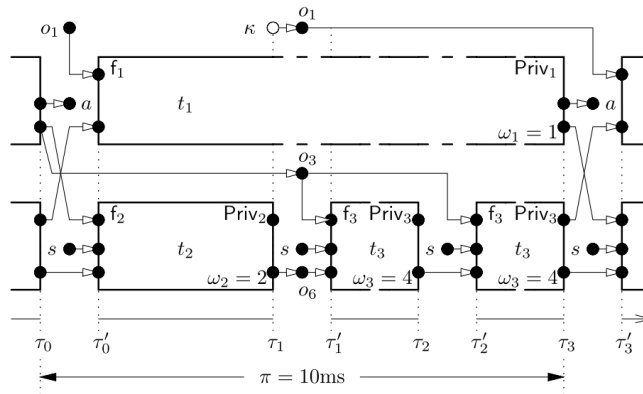 o₁ κ o₁
f₁ Priv₁
a t₁ a
ω₁ = 1
o₃
f₂ Priv₂ f₃ Priv₃ f₃ Priv₃
s t₂ s t₃ s t₃ s
ω₂ = 2 o₆ ω₃ = 4 ω₃ = 4
τ₀ τ₀′ τ₁ τ₁′ τ₂ τ₂′ τ₃ τ₃′
π = 10ms